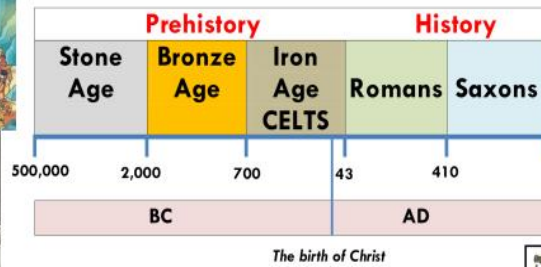 Prehistory History
Stone Age
Bronze Age
Iron Age CELTS
Romans
Saxons
500,000 2,000 700 43 410
BC AD
The birth of Christ